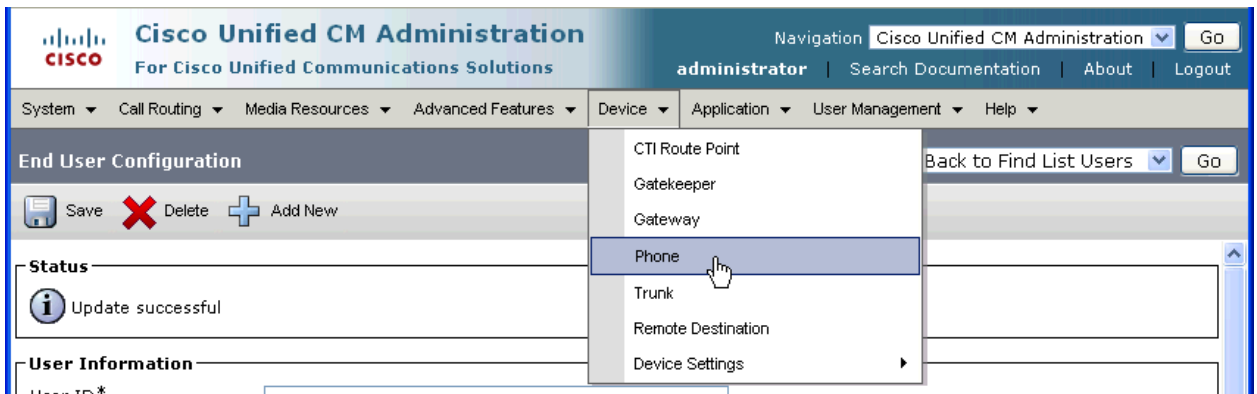 Cisco Unified CM Administration
For Cisco Unified Communications Solutions
CISCO
Navigation Cisco Unified CM Administration Go
administrator | Search Documentation | About | Logout
System Call Routing Media Resources Advanced Features Device Application User Management Help
End User Configuration
Back to Find List Users Go
Save Delete Add New
CTI Route Point
Gatekeeper
Gateway
Phone
Trunk
Remote Destination
Device Settings
Status
i Update successful
User Information
User ID*